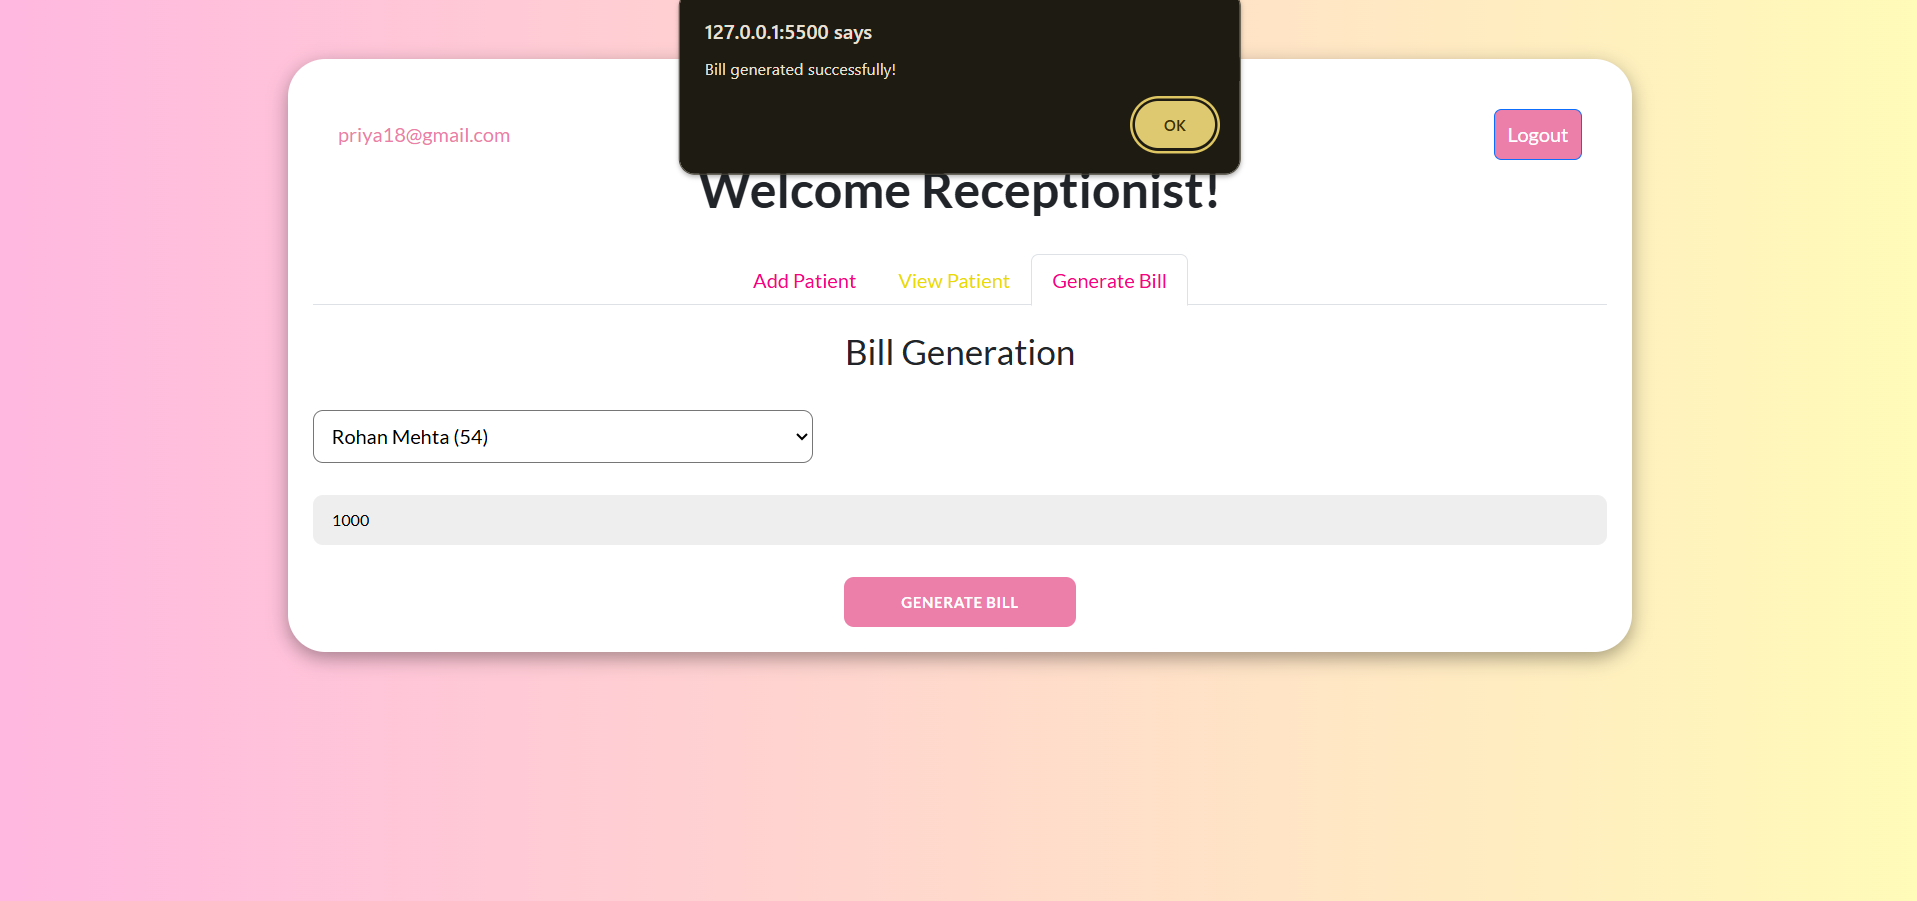 127.0.0.1:5500 says
Bill generated successfully!
OK
priya18@gmail.com
Logout
Welcome Receptionist!
Add Patient View Patient Generate Bill
Bill Generation
Rohan Mehta (54)
1000
GENERATE BILL